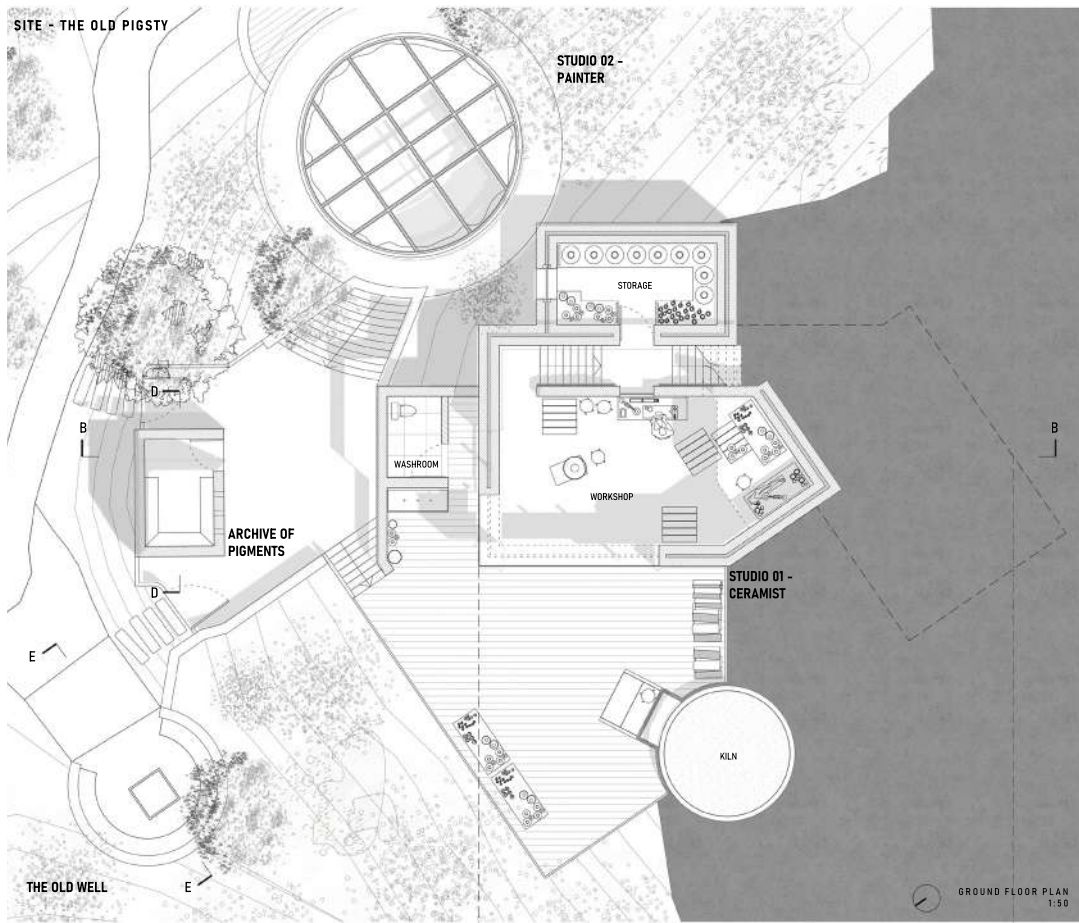 SITE - THE OLD PIGSTY
STUDIO 02 -
PAINTER
STORAGE
D
B
B
WASHROOM
WORKSHOP
ARCHIVE OF
PIGMENTS
STUDIO 01 -
CERAMIST
D
E
KILN
THE OLD WELL
E
GROUND FLOOR PLAN
1:50